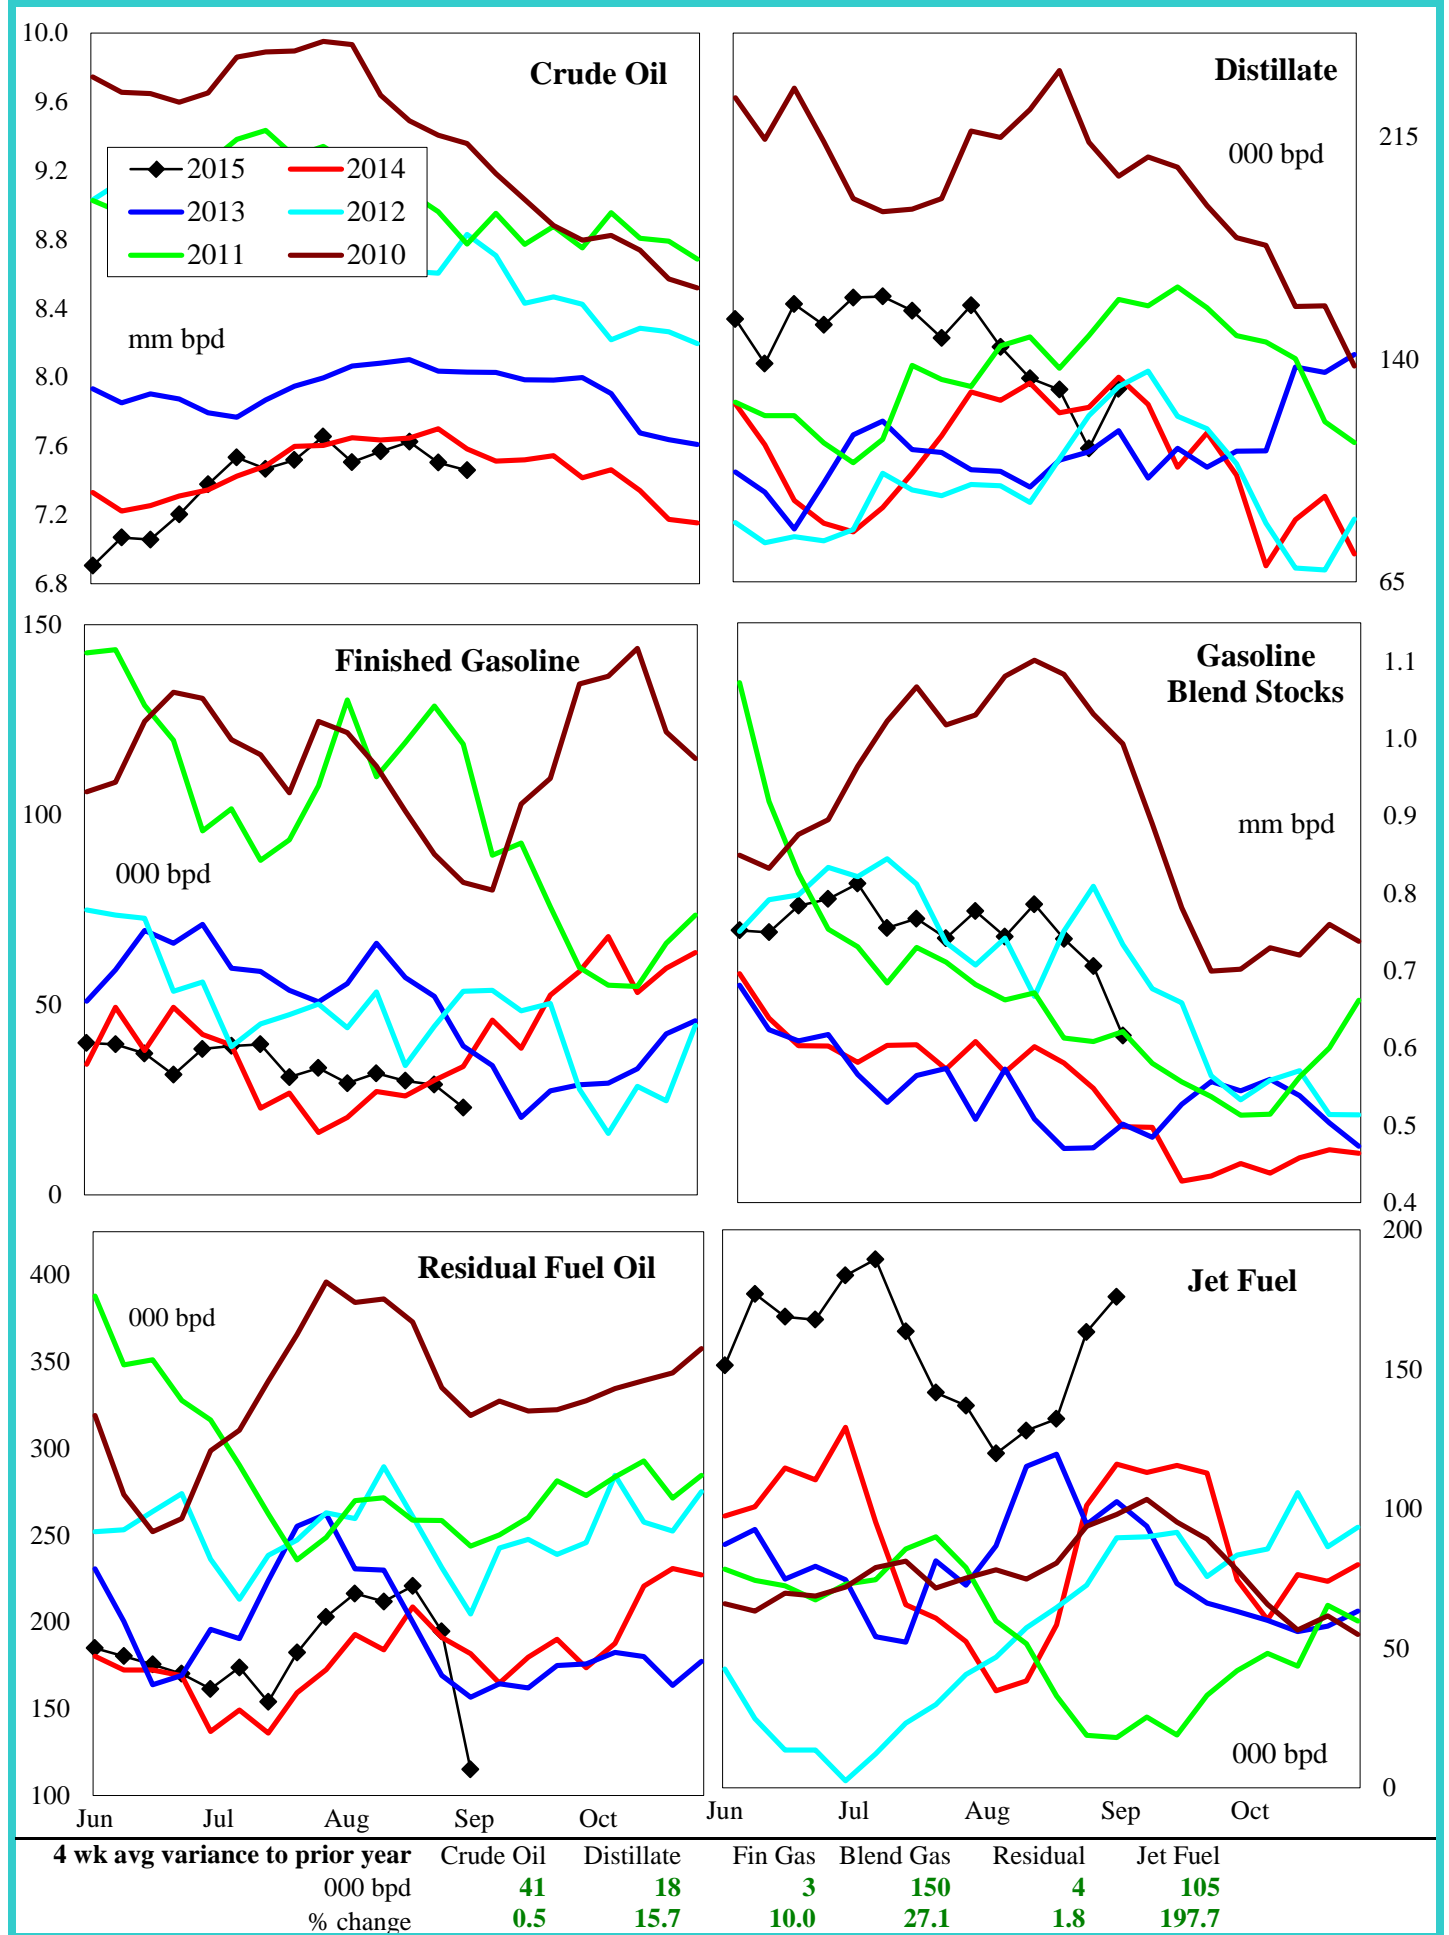 Crude Oil
10.0
9.6
9.2
8.8
8.4
8.0
7.6
7.2
6.8
2015 2014
2013 2012
2011 2010
mm bpd
Distillate
000 bpd
215
140
65
Finished Gasoline
150
100
50
0
000 bpd
Gasoline
Blend Stocks
mm bpd
1.1
1.0
0.9
0.8
0.7
0.6
0.5
0.4
Residual Fuel Oil
000 bpd
400
350
300
250
200
150
100
Jun Jul Aug Sep Oct
Jet Fuel
200
150
100
50
0
000 bpd
Jun Jul Aug Sep Oct
4 wk avg variance to prior year Crude Oil Distillate Fin Gas Blend Gas Residual Jet Fuel
000 bpd 41 18 3 150 4 105
% change 0.5 15.7 10.0 27.1 1.8 197.7